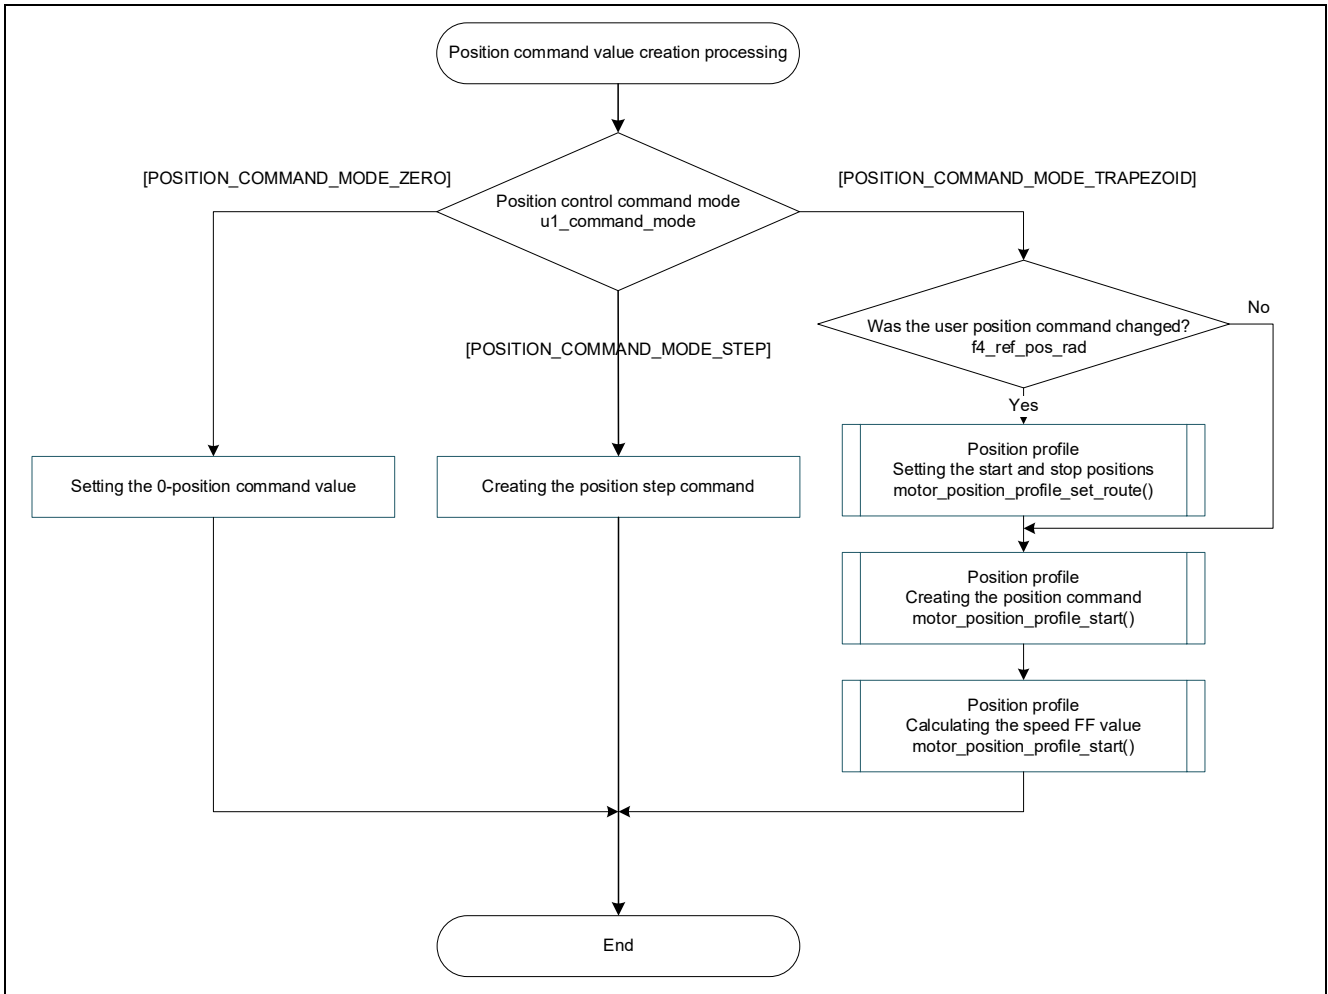 Position command value creation processing
[POSITION_COMMAND_MODE_ZERO]
Position control command mode
u1_command_mode
[POSITION_COMMAND_MODE_TRAPEZOID]
[POSITION_COMMAND_MODE_STEP]
Was the user position command changed?
f4_ref_pos_rad
No
Yes
Setting the 0-position command value
Creating the position step command
Position profile
Setting the start and stop positions
motor_position_profile_set_route()
Position profile
Creating the position command
motor_position_profile_start()
Position profile
Calculating the speed FF value
motor_position_profile_start()
End